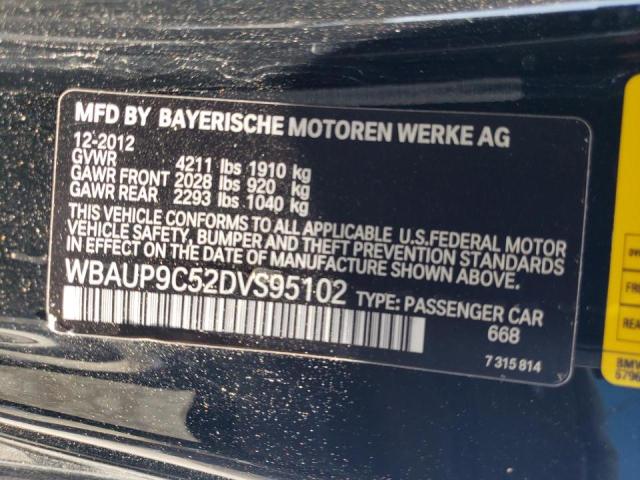 MFD BY BAYERISCHE MOTOREN WERKE AG
12-2012
GVWR 4211 lbs 1910 kg
GAWR FRONT 2028 lbs 920 kg
GAWR REAR 2293 lbs 1040 kg
THIS VEHICLE CONFORMS TO ALL APPLICABLE U.S.FEDERAL MOTOR
VEHICLE SAFETY, BUMPER AND THEFT PREVENTION STANDARDS
IN EFFECT ON THE DATE OF MANUFACTURE SHOWN ABOVE.
WBAUP9C52DVS95102 TYPE: PASSENGER CAR
668
7 315 814
BMW